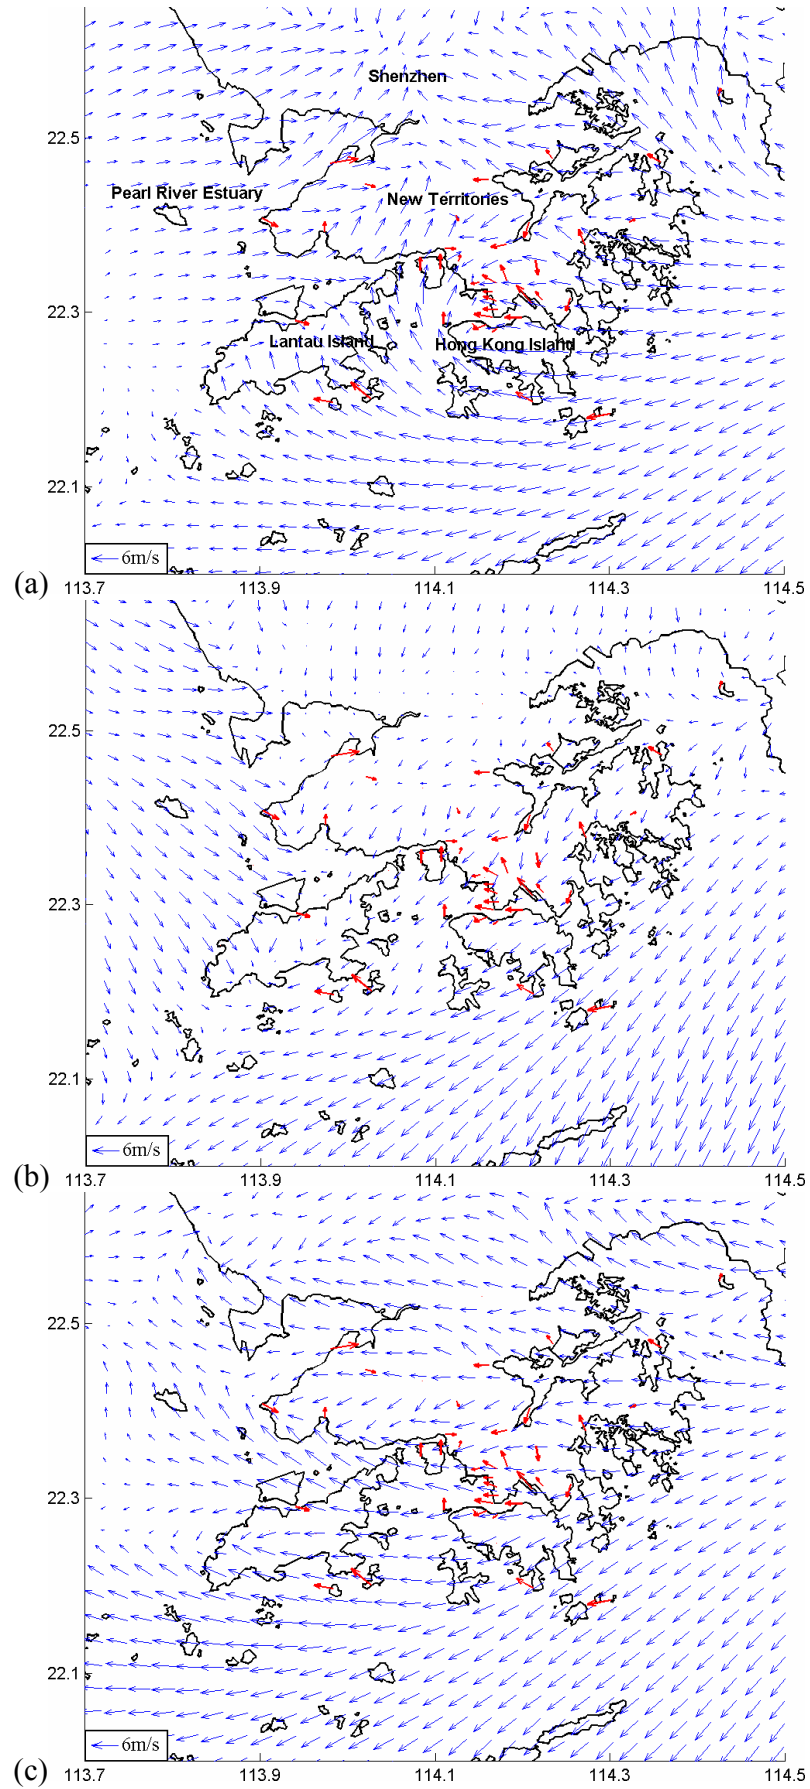 Shenzhen
22.5
Pearl River Estuary
New Territories
22.3
Lantau Island
Hong Kong Island
22.1
6m/s
(a)
113.7 113.9 114.1 114.3 114.5
22.5
22.3
22.1
6m/s
(b)
113.7 113.9 114.1 114.3 114.5
22.5
22.3
22.1
6m/s
(c)
113.7 113.9 114.1 114.3 114.5